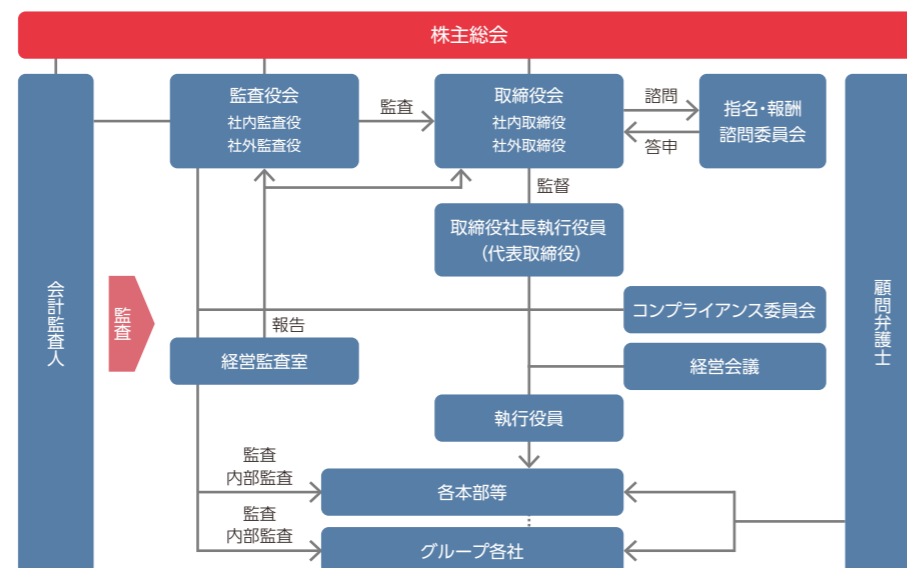 株主総会
監査役会
社内監査役
社外監査役
監査
取締役会
社内取締役
社外取締役
諮問
答申
指名・報酬
諮問委員会
監督
取締役社長執行役員
(代表取締役)
会計監査人
監査
顧問弁護士
コンプライアンス委員会
報告
経営監査室
経営会議
執行役員
監査
内部監査
各本部等
監査
内部監査
グループ各社